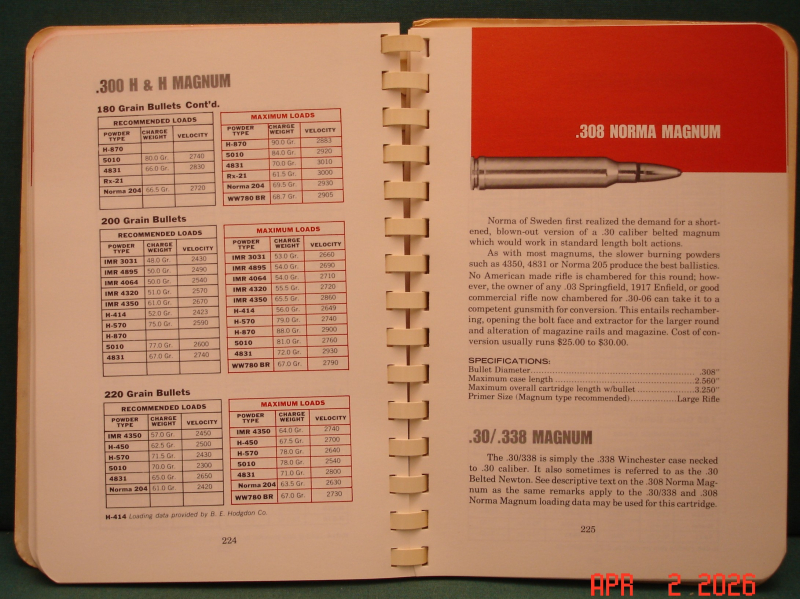 .300 H & H MAGNUM
180 Grain Bullets Cont'd.
RECOMMENDED LOADS
POWDER TYPE CHARGE WEIGHT VELOCITY
H-870
5010 80.0 Gr. 2740
4831 66.0 Gr. 2830
Rx-21
Norma 204 66.5 Gr. 2720
MAXIMUM LOADS
POWDER TYPE CHARGE WEIGHT VELOCITY
H-870 90.0 Gr. 2883
5010 84.0 Gr. 2920
4831 70.0 Gr. 3010
Rx-21 61.5 Gr. 3000
Norma 204 69.5 Gr. 2930
WW780 BR 68.7 Gr. 2905
200 Grain Bullets
RECOMMENDED LOADS
POWDER TYPE CHARGE WEIGHT VELOCITY
IMR 3031 48.0 Gr. 2430
IMR 4895 50.0 Gr. 2490
IMR 4064 50.0 Gr. 2540
IMR 4320 51.0 Gr. 2570
IMR 4350 61.0 Gr. 2670
H-414 52.0 Gr. 2423
H-570 75.0 Gr. 2590
H-870
5010 77.0 Gr. 2600
4831 67.0 Gr. 2740
MAXIMUM LOADS
POWDER TYPE CHARGE WEIGHT VELOCITY
IMR 3031 53.0 Gr. 2660
IMR 4895 54.0 Gr. 2690
IMR 4064 54.0 Gr. 2710
IMR 4320 55.5 Gr. 2720
IMR 4350 65.5 Gr. 2860
H-414 56.0 Gr. 2649
H-570 79.0 Gr. 2740
H-870 88.0 Gr. 2900
5010 81.0 Gr. 2760
4831 72.0 Gr. 2930
WW780 BR 67.0 Gr. 2790
220 Grain Bullets
RECOMMENDED LOADS
POWDER TYPE CHARGE WEIGHT VELOCITY
IMR 4350 57.0 Gr. 2450
H-450 62.5 Gr. 2500
H-570 71.5 Gr. 2430
5010 70.0 Gr. 2300
4831 65.0 Gr. 2650
Norma 204 61.0 Gr. 2420
MAXIMUM LOADS
POWDER TYPE CHARGE WEIGHT VELOCITY
IMR 4350 64.0 Gr. 2740
H-450 67.5 Gr. 2700
H-570 78.0 Gr. 2640
5010 78.0 Gr. 2540
4831 71.0 Gr. 2800
Norma 204 63.5 Gr. 2630
WW780 BR 67.0 Gr. 2730
H-414 Loading data provided by B. E. Hodgdon Co.
224
.308 NORMA MAGNUM
Norma of Sweden first realized the demand for a short-
ened, blown-out version of a .30 caliber belted magnum
which would work in standard length bolt actions.
As with most magnums, the slower burning powders
such as 4350, 4831 or Norma 205 produce the best ballistics.
No American made rifle is chambered for this round; how-
ever, the owner of any .03 Springfield, 1917 Enfield, or good
commercial rifle now chambered for .30-06 can take it to a
competent gunsmith for conversion. This entails rechamber-
ing, opening the bolt face and extractor for the larger round
and alteration of magazine rails and magazine. Cost of con-
version usually runs $25.00 to $30.00.
SPECIFICATIONS:
Bullet Diameter .308"
Maximum case length 2.560"
Maximum overall cartridge length w/bullet 3.250"
Primer Size (Magnum type recommended) Large Rifle
.30/.338 MAGNUM
The .30/338 is simply the .338 Winchester case necked
to .30 caliber. It also sometimes is referred to as the .30
Belted Newton. See descriptive text on the .308 Norma Mag-
num as the same remarks apply to the .30/338 and .308
Norma Magnum loading data may be used for this cartridge.
225
APR 2 2026